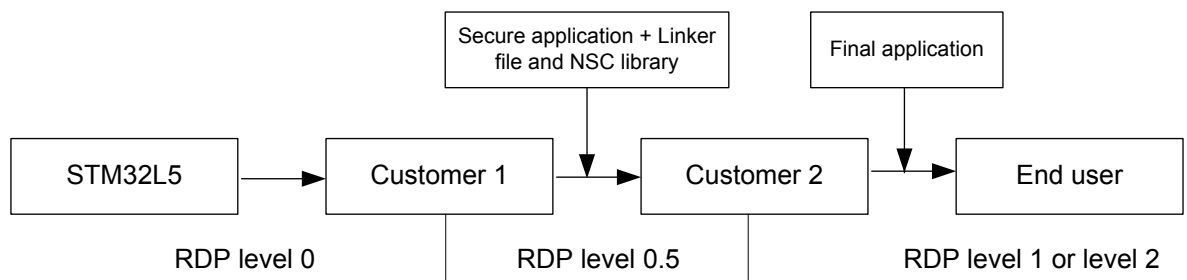 Secure application + Linker
file and NSC library
Final application
STM32L5
Customer 1
Customer 2
End user
RDP level 0
RDP level 0.5
RDP level 1 or level 2